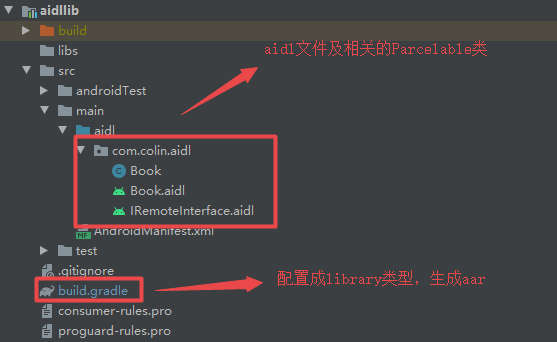 aidllib
build
libs
aidl文件及相关的Parcelable类
src
androidTest
main
aidl
com.colin.aidl
Book
Book.aidl
IRemoteInterface.aidl
AndroidManifest.xml
test
.gitignore
build.gradle
配置成library类型，生成aar
consumer-rules.pro
proguard-rules.pro